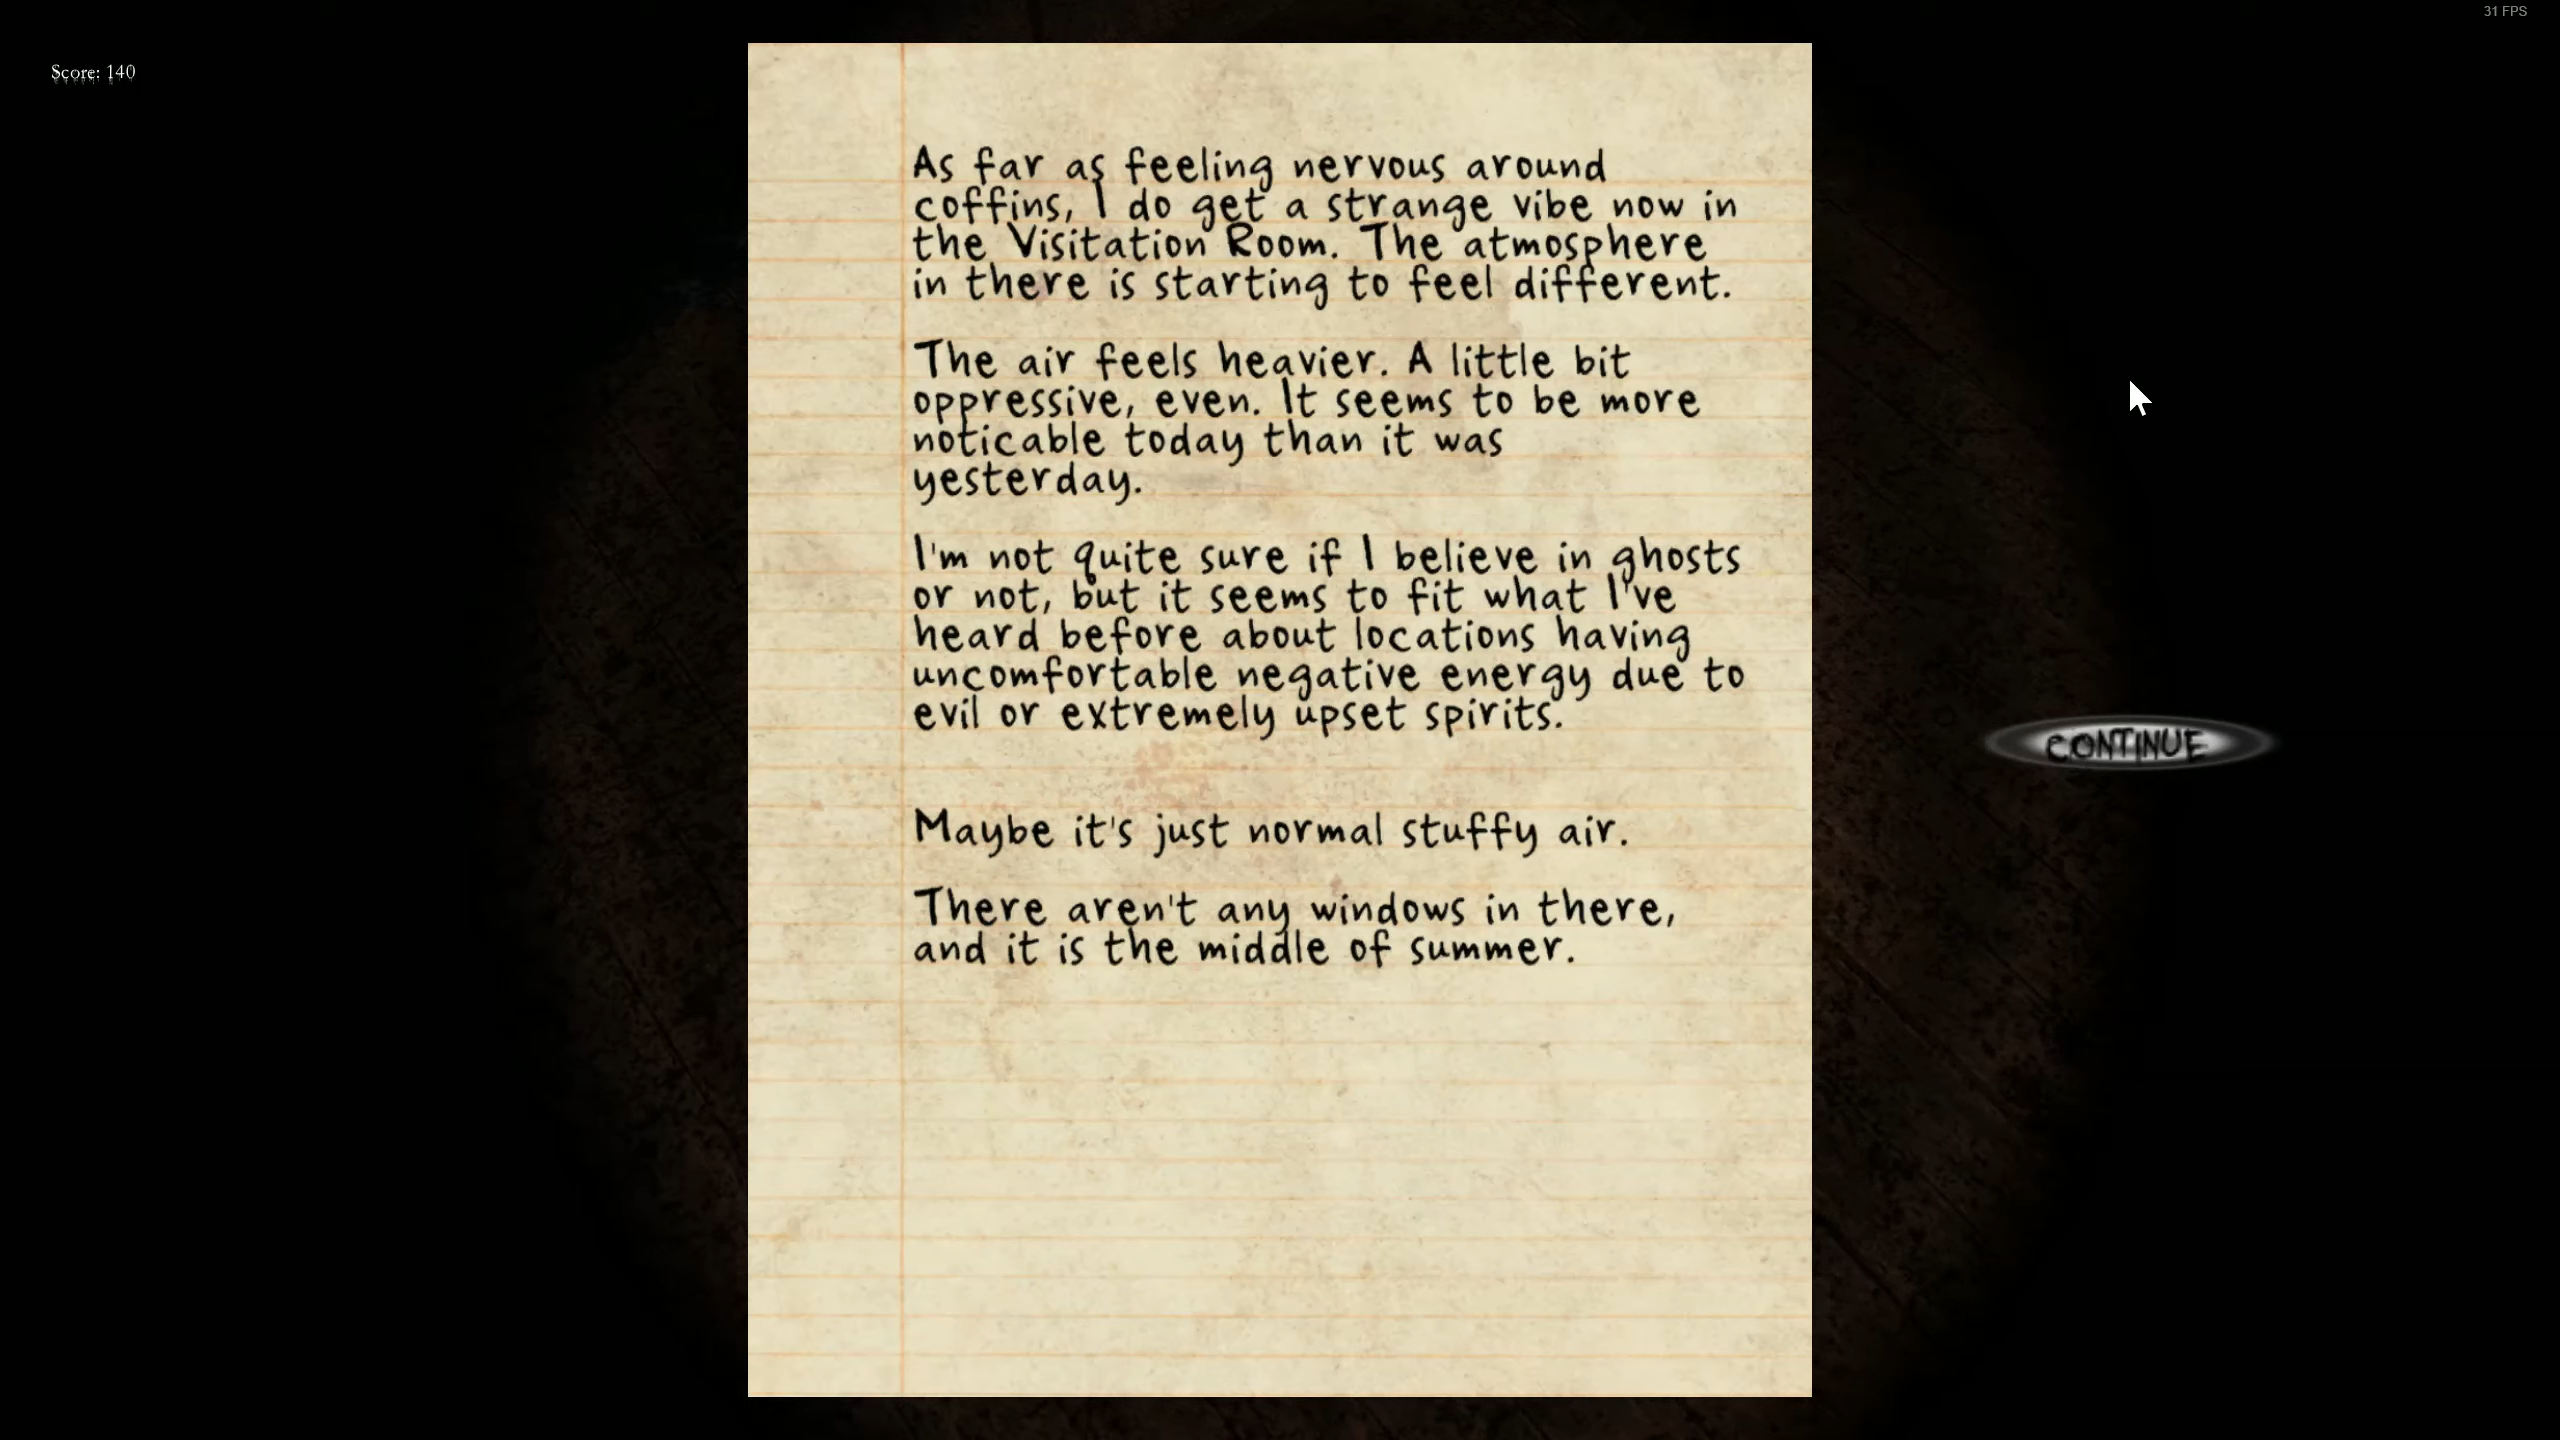 31 FPS
Score: 140
As far as feeling nervous around
coffins, I do get a strange vibe now in
the Visitation Room. The atmosphere
in there is starting to feel different.
The air feels heavier. A little bit
oppressive, even. It seems to be more
noticable today than it was
yesterday.
I'm not quite sure if I believe in ghosts
or not, but it seems to fit what I've
heard before about locations having
uncomfortable negative energy due to
evil or extremely upset spirits.
Maybe it's just normal stuffy air.
There aren't any windows in there,
and it is the middle of summer.
CONTINUE